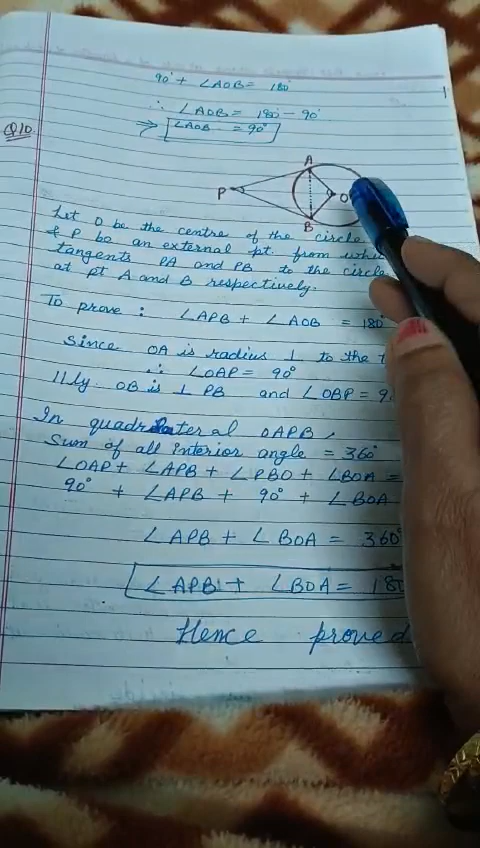 90° + ∠AOB = 180°
∴ ∠AOB = 180° - 90°
⇒ ∠AOB = 90°
Q10.
A
P
O
B
Let O be the centre of the circle
& P be an external pt. from
tangents PA and PB to the circle
at pt A and B respectively.
To prove : ∠APB + ∠AOB = 180°
Since OA is radius ⊥ to the
∴ ∠OAP = 90°
|||ly OB is ⊥ PB and ∠OBP =
In quadrilateral OAPB,
Sum of all interior angle = 360°
∠OAP + ∠APB + ∠PBO + ∠BOA =
90° + ∠APB + 90° + ∠BOA
∠APB + ∠BOA = 360°
∠APB + ∠BOA = 180
Hence proved